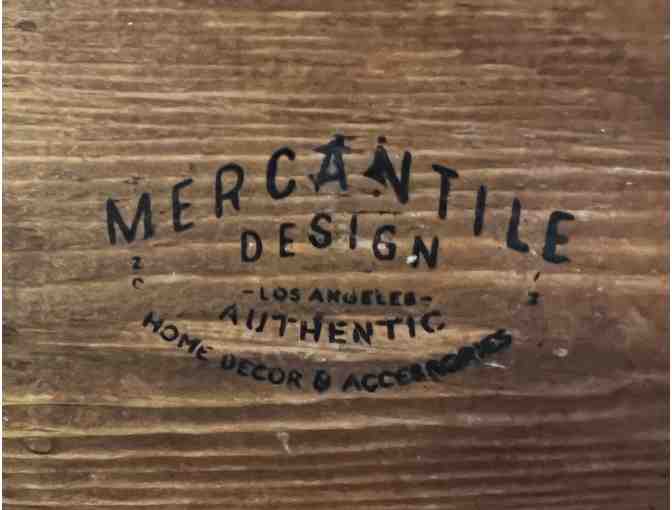 MERCANTILE
DESIGN
-LOS ANGELES-
AUTHENTIC
HOME DECOR & ACCESSORIES